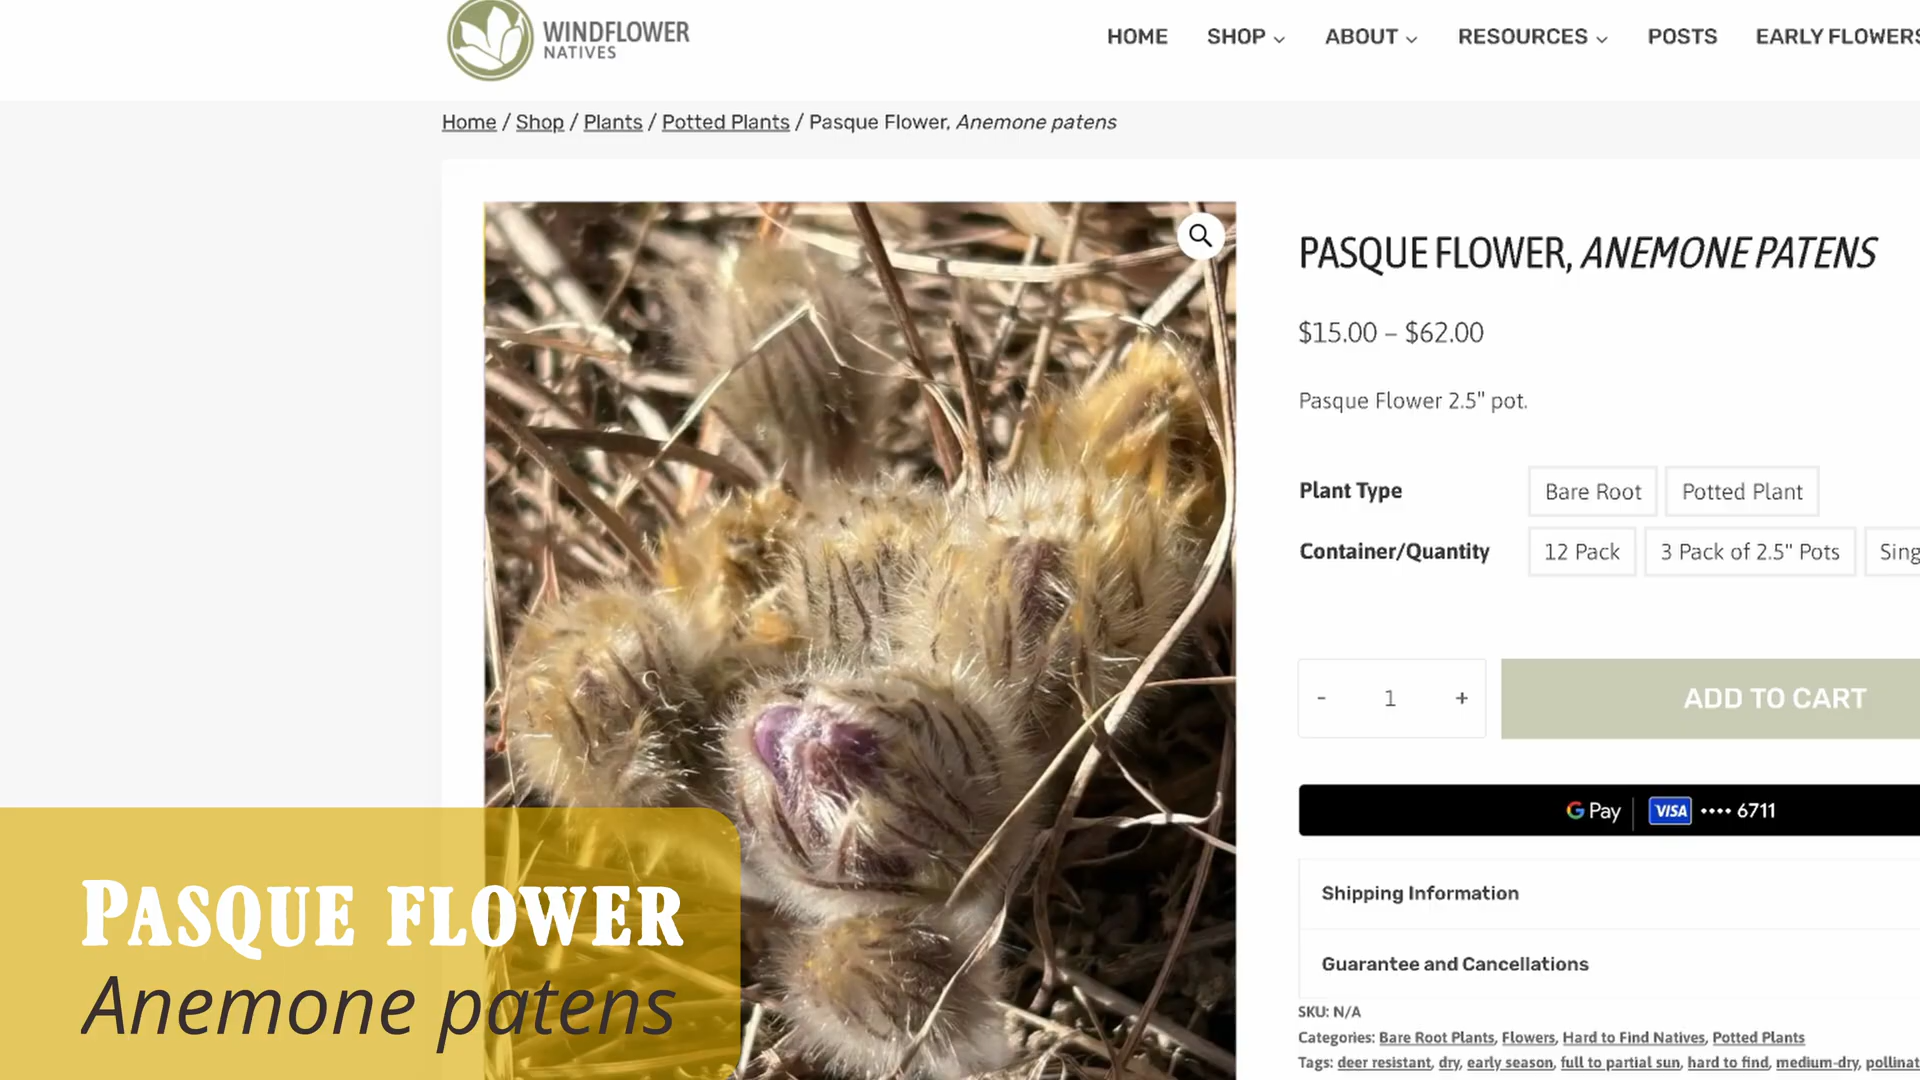 WINDFLOWER
NATIVES
HOME SHOP ABOUT RESOURCES POSTS EARLY FLOWERS
Home / Shop / Plants / Potted Plants / Pasque Flower, Anemone patens
PASQUE FLOWER, ANEMONE PATENS
$15.00 – $62.00
Pasque Flower 2.5" pot.
Plant Type Bare Root Potted Plant
Container/Quantity 12 Pack 3 Pack of 2.5" Pots
- 1 + ADD TO CART
G Pay VISA •••• 6711
Shipping Information
Guarantee and Cancellations
SKU: N/A
Categories: Bare Root Plants, Flowers, Hard to Find Natives, Potted Plants
Tags: deer resistant, dry, early season, full to partial sun, hard to find, medium-dry,
PASQUE FLOWER
Anemone patens